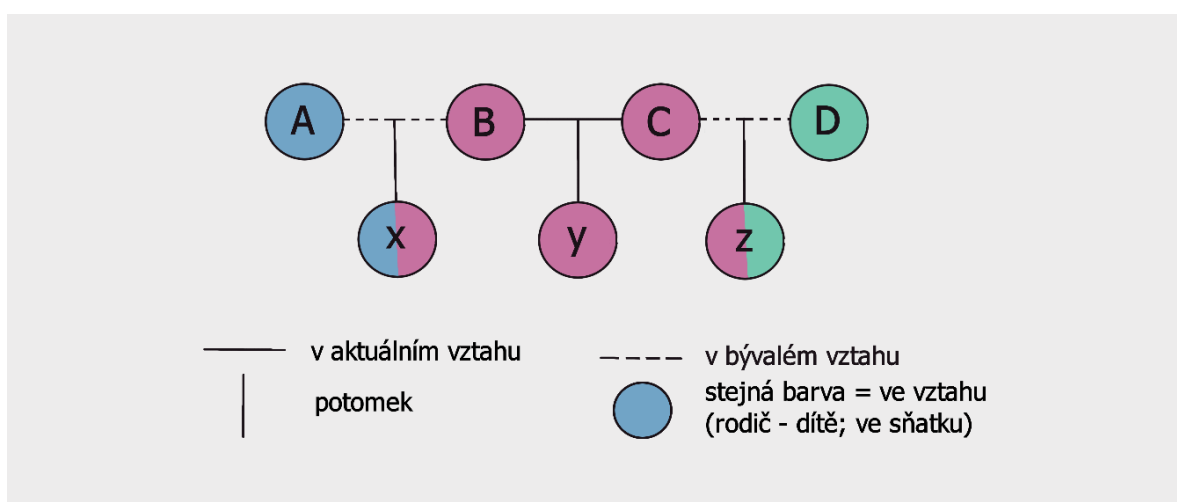 A B C D
x y z
v aktuálním vztahu
potomek
v bývalém vztahu
stejná barva = ve vztahu
(rodič - dítě; ve sňatku)